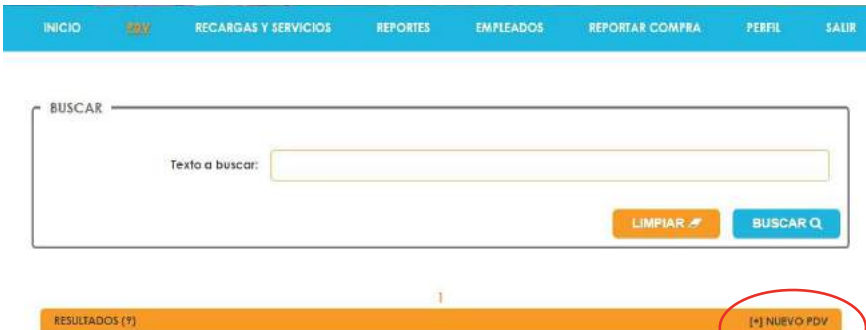 INICIO PDV RECARGAS Y SERVICIOS REPORTES EMPLEADOS REPORTAR COMPRA PERFIL SALIR
BUSCAR
Texto a buscar:
LIMPIAR BUSCAR
1
RESULTADOS (?) [+] NUEVO PDV